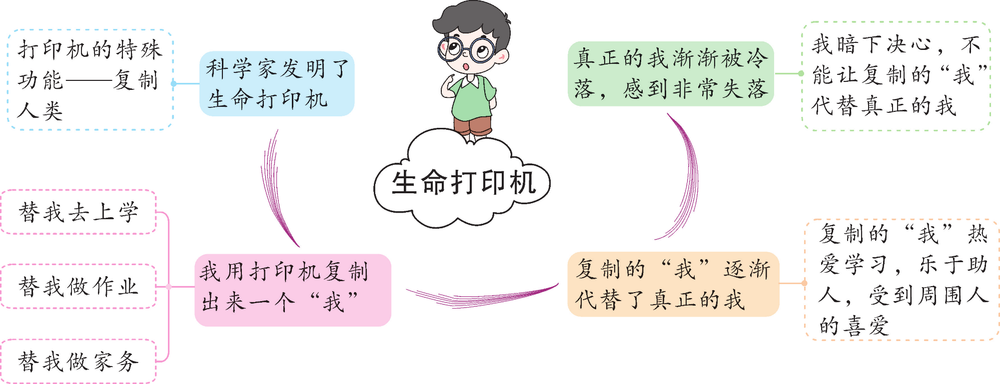 生命打印机
科学家发明了
生命打印机
打印机的特殊
功能——复制
人类
我用打印机复制
出来一个“我”
替我去上学
替我做作业
替我做家务
复制的“我”逐渐
代替了真正的我
复制的“我”热
爱学习，乐于助
人，受到周围人
的喜爱
真正的我渐渐被冷
落，感到非常失落
我暗下决心，不
能让复制的“我”
代替真正的我